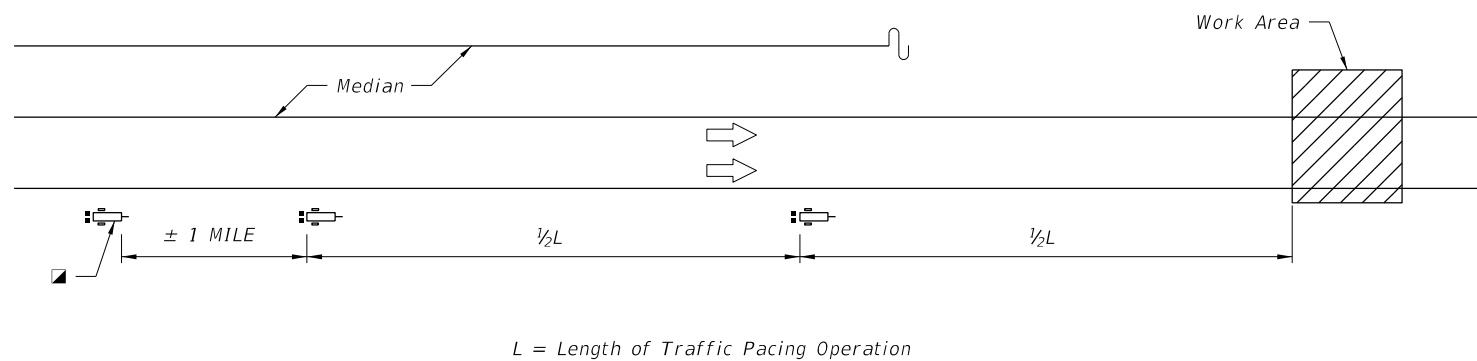 Work Area
Median
± 1 MILE
½L
½L
L = Length of Traffic Pacing Operation